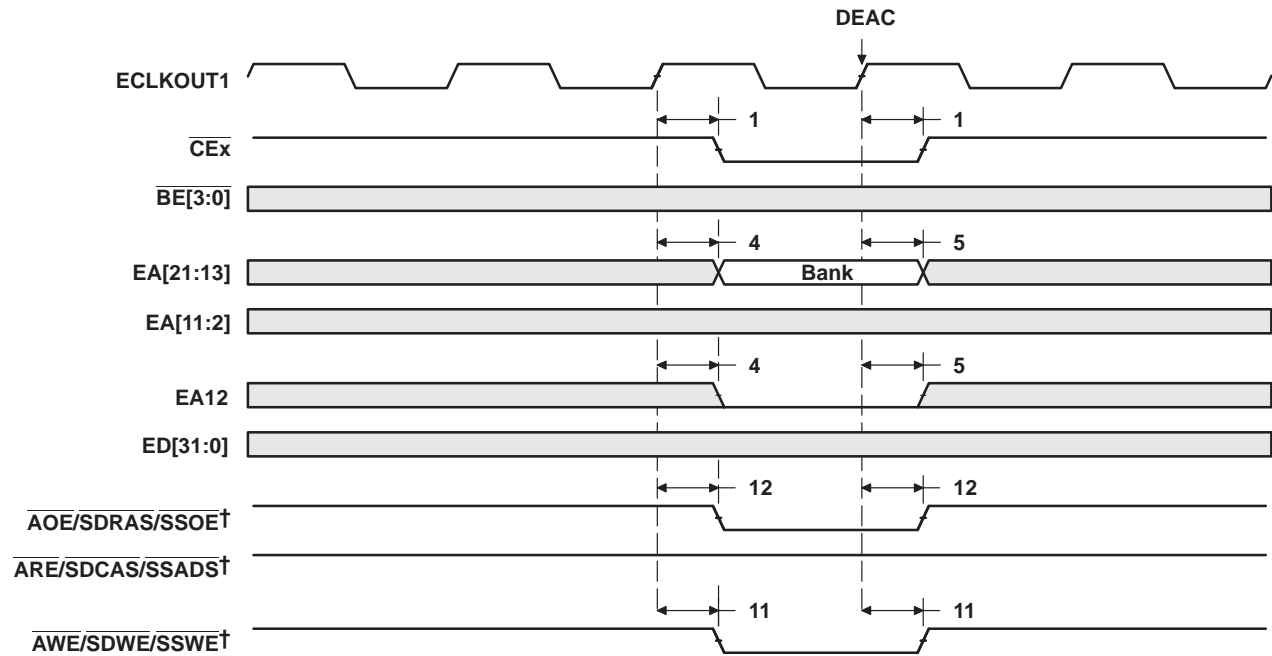 DEAC
ECLKOUT1
1 1
CEx
BE[3:0]
4 5
EA[21:13] Bank
EA[11:2]
4 5
EA12
ED[31:0]
12 12
AOE/SDRAS/SSOE†
ARE/SDCAS/SSADS†
11 11
AWE/SDWE/SSWE†